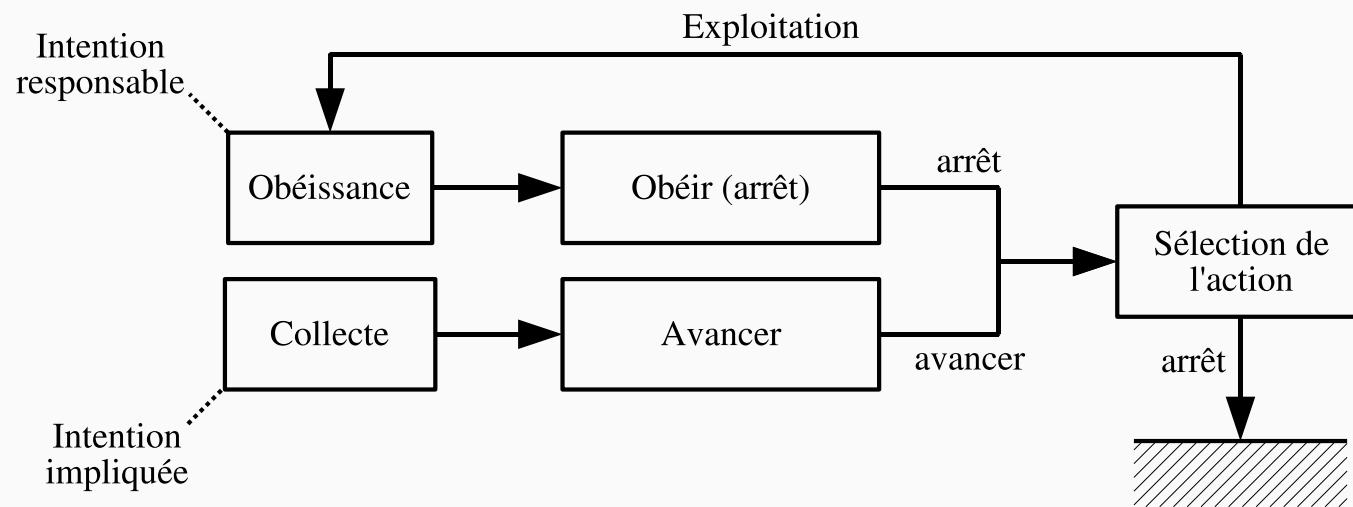 Exploitation
Intention
responsable
Obéissance
Obéir (arrêt)
arrêt
Sélection de
l'action
Collecte
Avancer
avancer
arrêt
Intention
impliquée